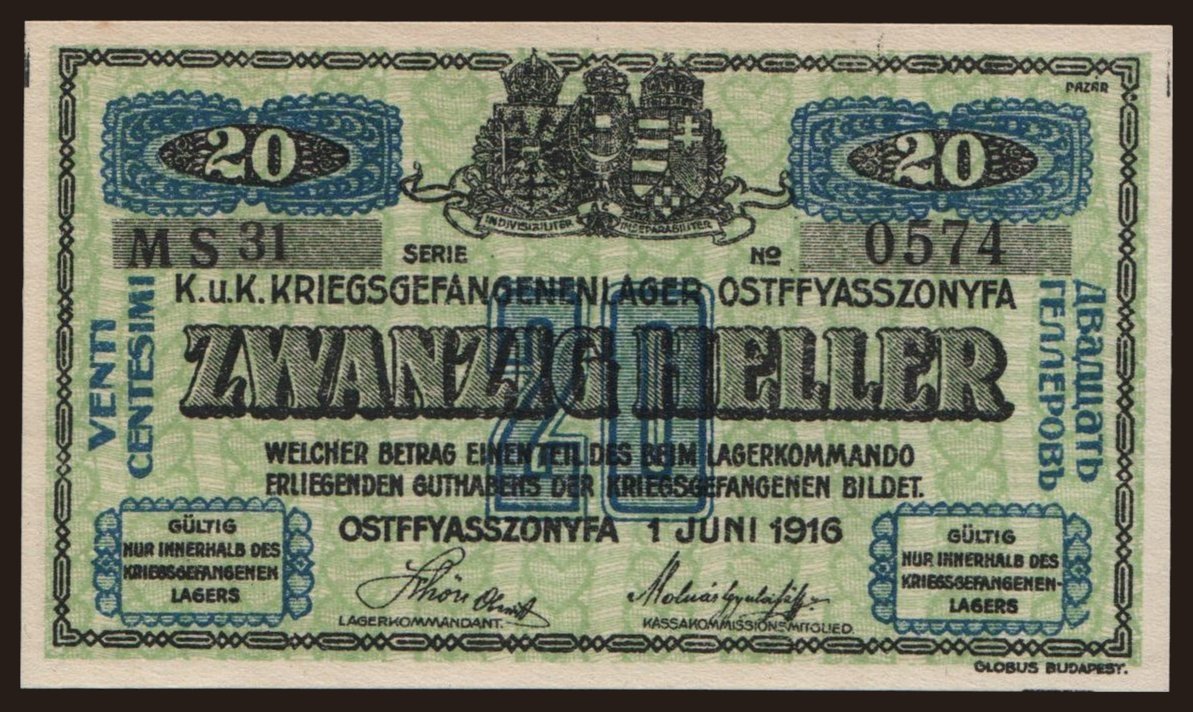 PAZAR
20
20
INDIVISIBILITER INSEPARABILITER
MS 31 SERIE No 0574
K.u.K. KRIEGSGEFANGENENLAGER OSTFFYASSZONYFA
VENTI
CENTESIMI
Двадцать
ГЕЛЛЕРОВЪ
ZWANZIG HELLER
20
WELCHER BETRAG EINEN TEIL DES BEIM LAGERKOMMANDO
ERLIEGENDEN GUTHABENS DER KRIEGSGEFANGENEN BILDET.
OSTFFYASSZONYFA 1 JUNI 1916
GÜLTIG
NUR INNERHALB DES
KRIEGSGEFANGENEN
LAGERS
GÜLTIG
NUR INNERHALB DES
KRIEGSGEFANGENEN-
LAGERS
LAGERKOMMANDANT.
KASSAKOMMISSIONSMITGLIED.
GLOBUS BUDAPEST.